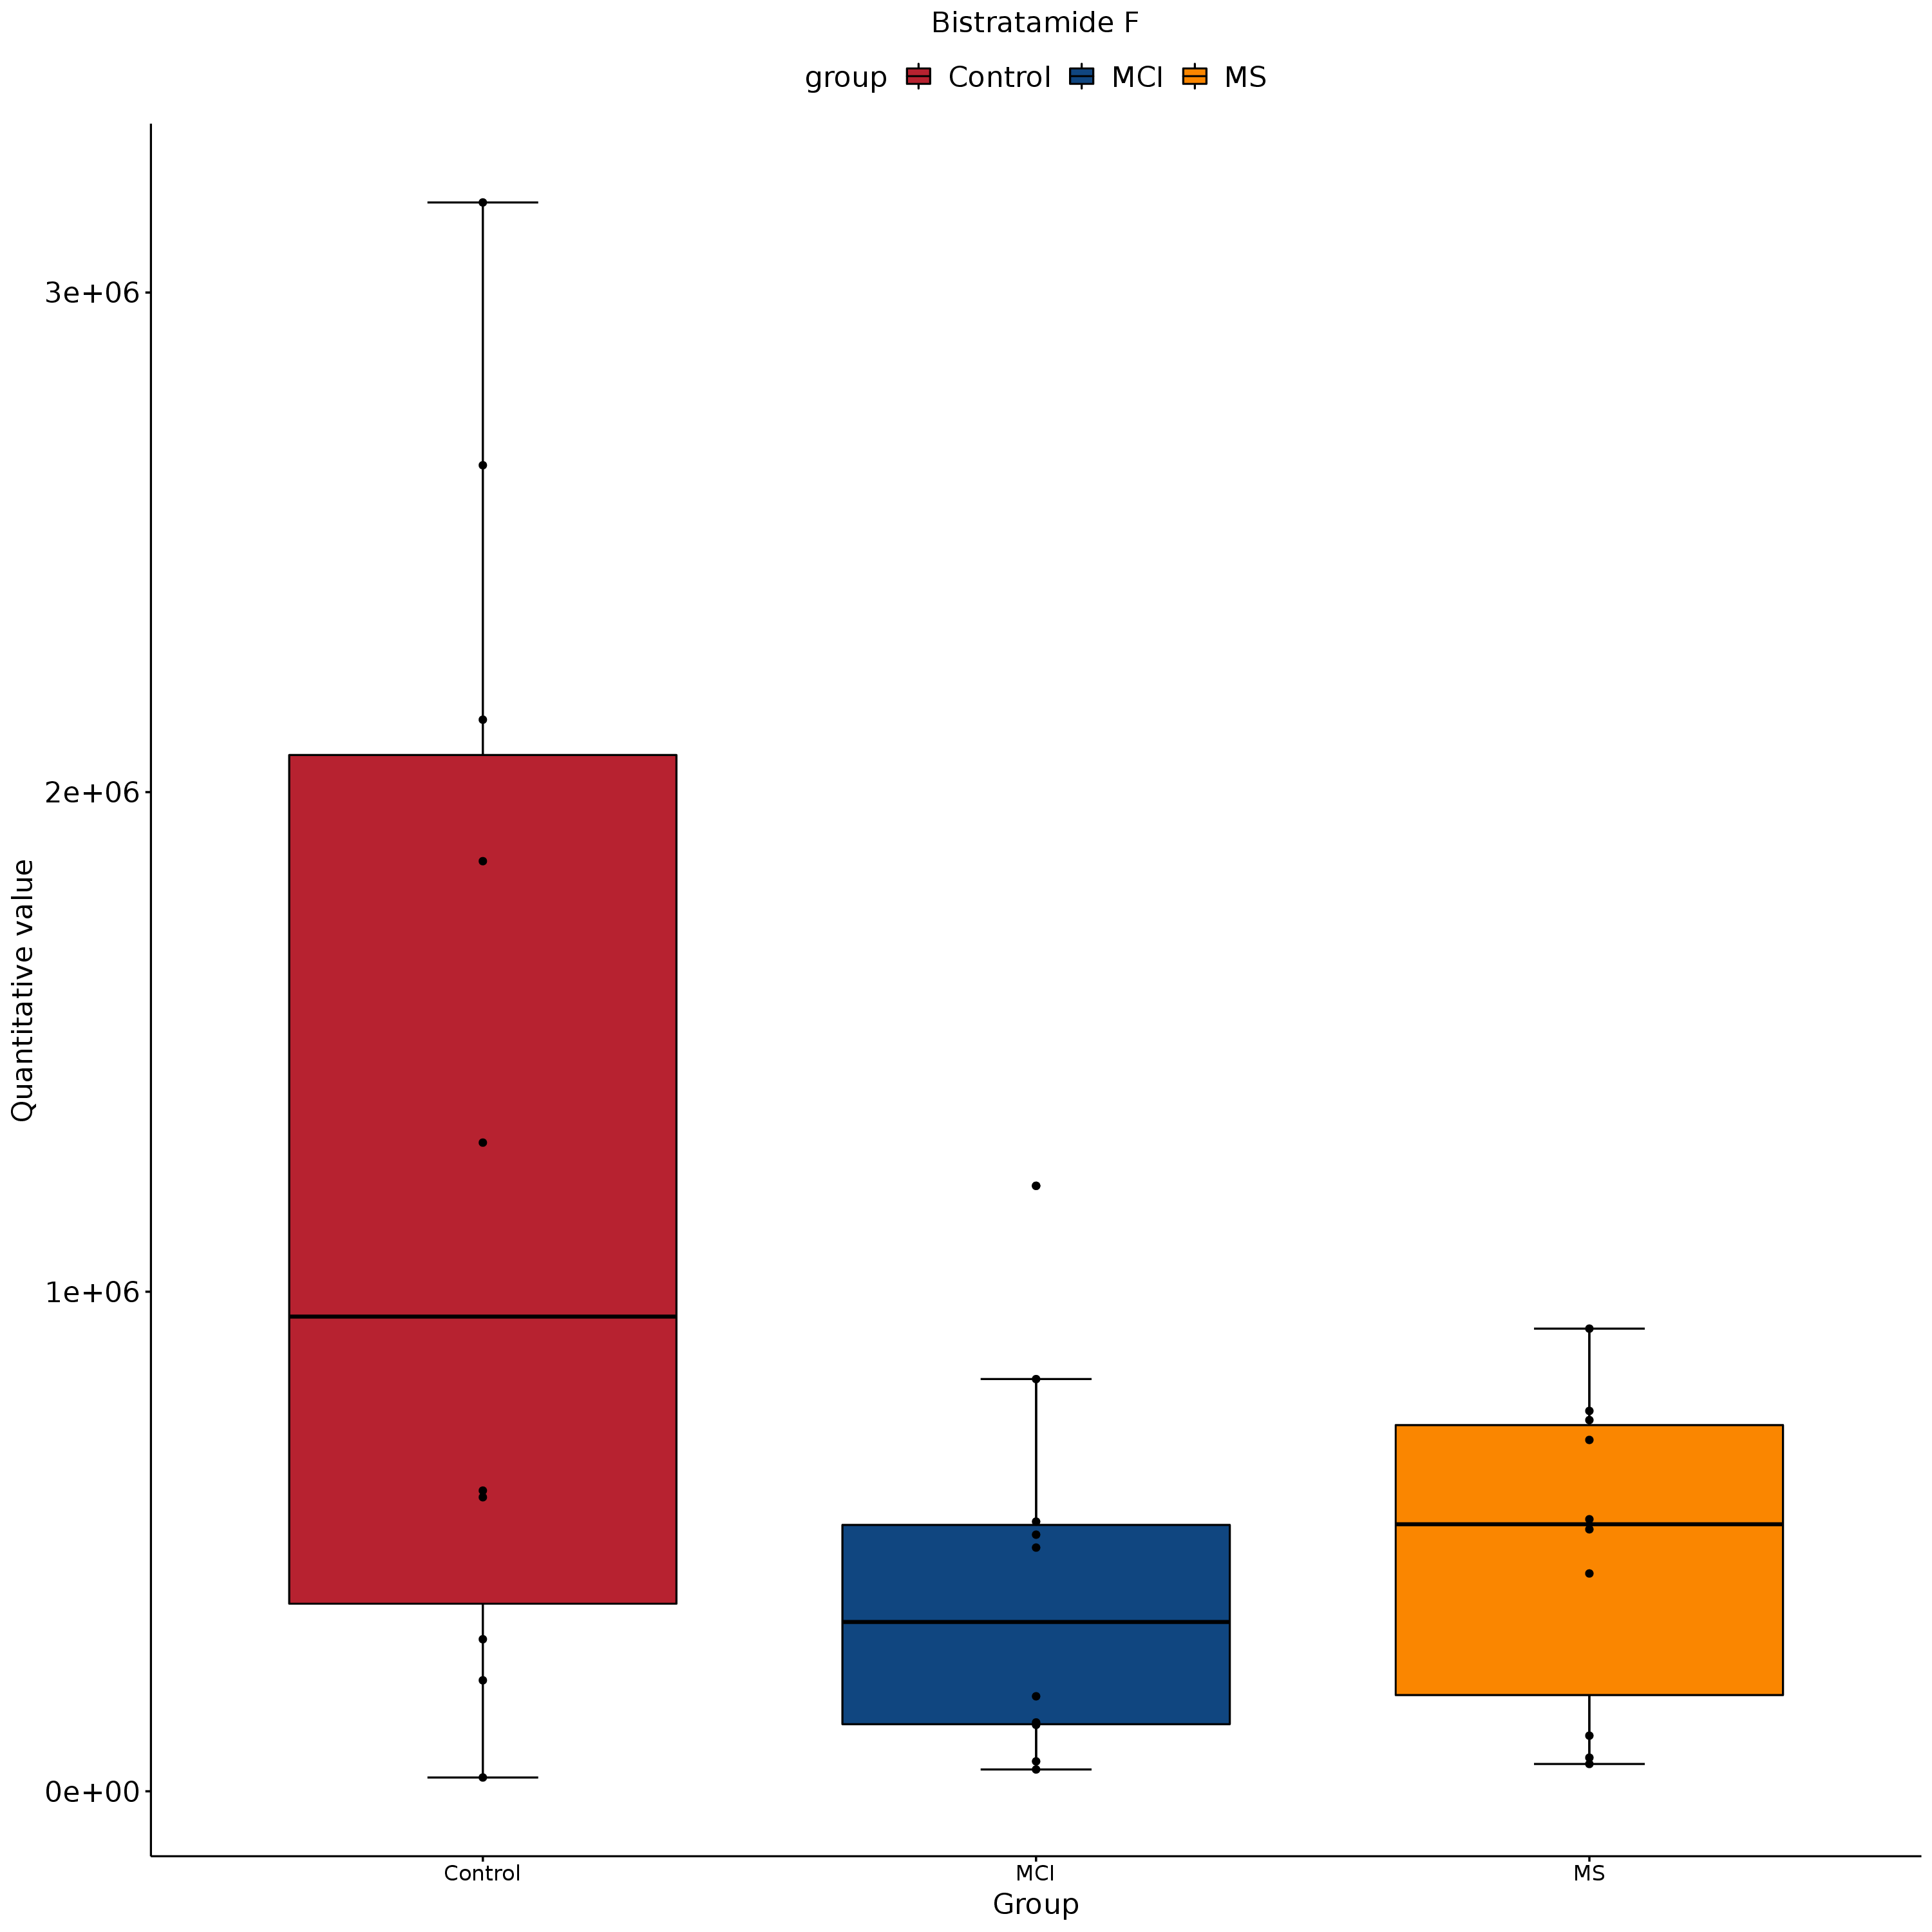 Bistratamide F
group Control MCI MS
Quantitative value
3e+06
2e+06
1e+06
0e+00
Control MCI MS
Group